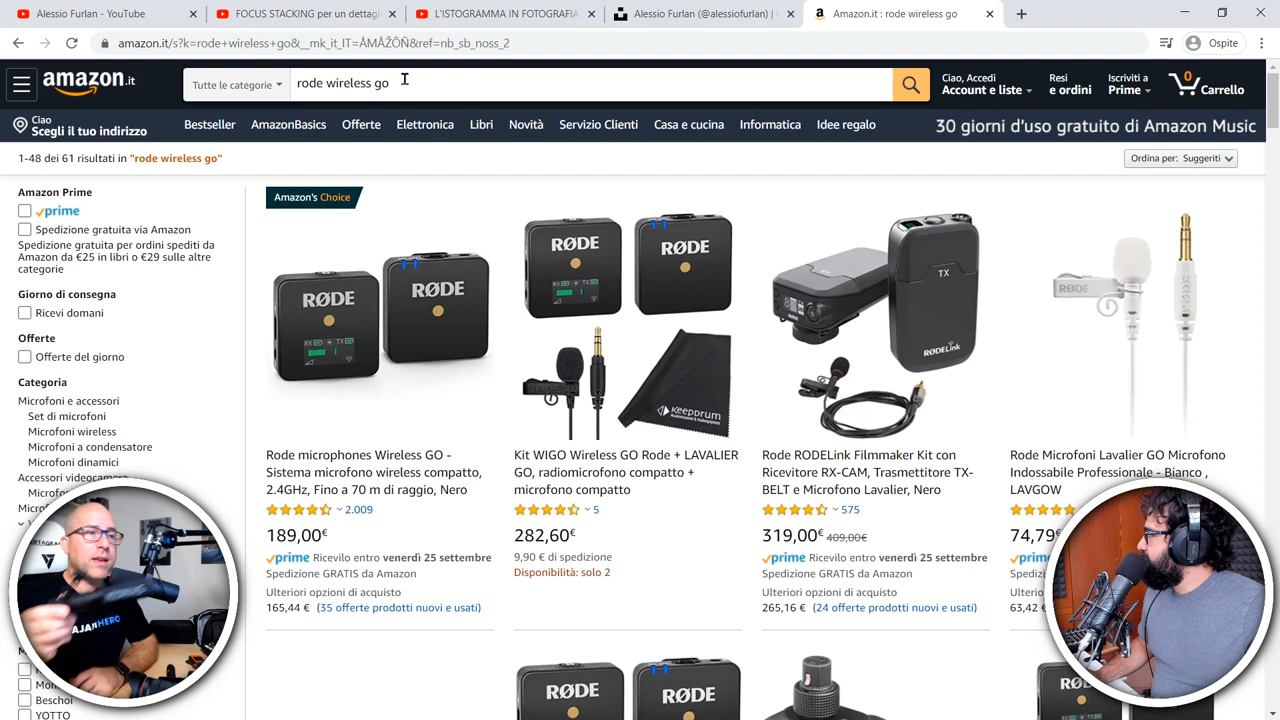 Alessio Furlan - YouTube
FOCUS STACKING per un dettagl
L'ISTOGRAMMA IN FOTOGRAFIA
Alessio Furlan (@alessiofurlan) | U
Amazon.it : rode wireless go
amazon.it/s?k=rode+wireless+go&__mk_it_IT=ÅMÅŽÕÑ&ref=nb_sb_noss_2
Ospite
amazon.it
Tutte le categorie
rode wireless go
Ciao, Accedi
Account e liste
Resi
e ordini
Iscriviti a
Prime
0
Carrello
Ciao
Scegli il tuo indirizzo
Bestseller
AmazonBasics
Offerte
Elettronica
Libri
Novità
Servizio Clienti
Casa e cucina
Informatica
Idee regalo
30 giorni d'uso gratuito di Amazon Music
1-48 dei 61 risultati in "rode wireless go"
Ordina per: Suggeriti
Amazon Prime
prime
Spedizione gratuita via Amazon
Spedizione gratuita per ordini spediti da
Amazon da €25 in libri o €29 sulle altre
categorie
Giorno di consegna
Ricevi domani
Offerte
Offerte del giorno
Categoria
Microfoni e accessori
Set di microfoni
Microfoni wireless
Microfoni a condensatore
Microfoni dinamici
Accessori videocamera
Amazon's Choice
RØDE
RØDE
Rode microphones Wireless GO -
Sistema microfono wireless compatto,
2.4GHz, Fino a 70 m di raggio, Nero
2.009
189,00€
prime Ricevilo entro venerdì 25 settembre
Spedizione GRATIS da Amazon
Ulteriori opzioni di acquisto
165,44 € (35 offerte prodotti nuovi e usati)
RØDE
RØDE
KEEPDRUM
Kit WIGO Wireless GO Rode + LAVALIER
GO, radiomicrofono compatto +
microfono compatto
5
282,60€
9,90 € di spedizione
Disponibilità: solo 2
TX
RØDELink
Rode RODELink Filmmaker Kit con
Ricevitore RX-CAM, Trasmettitore TX-
BELT e Microfono Lavalier, Nero
575
319,00€ 409,00€
prime Ricevilo entro venerdì 25 settembre
Spedizione GRATIS da Amazon
Ulteriori opzioni di acquisto
265,16 € (24 offerte prodotti nuovi e usati)
RØDE
Rode Microfoni Lavalier GO Microfono
Indossabile Professionale - Bianco ,
LAVGOW
74,79
prime
Spedizione
Ulteriori
63,42
Beschoi
YOTTO
RØDE
RØDE
RØDE